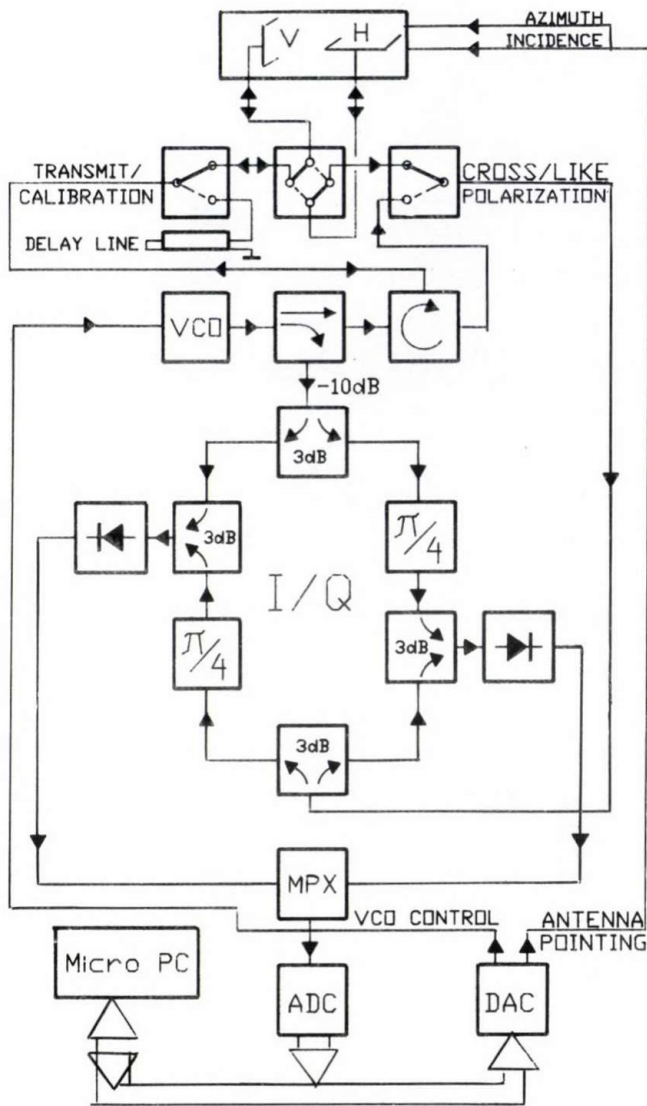 AZIMUTH
V H
INCIDENCE
TRANSMIT/
CALIBRATION
CROSS/LIKE
POLARIZATION
DELAY LINE
VCO
-10dB
3dB
3dB
π/4
I/Q
π/4
3dB
3dB
MPX
VCO CONTROL
ANTENNA
POINTING
Micro PC
ADC
DAC